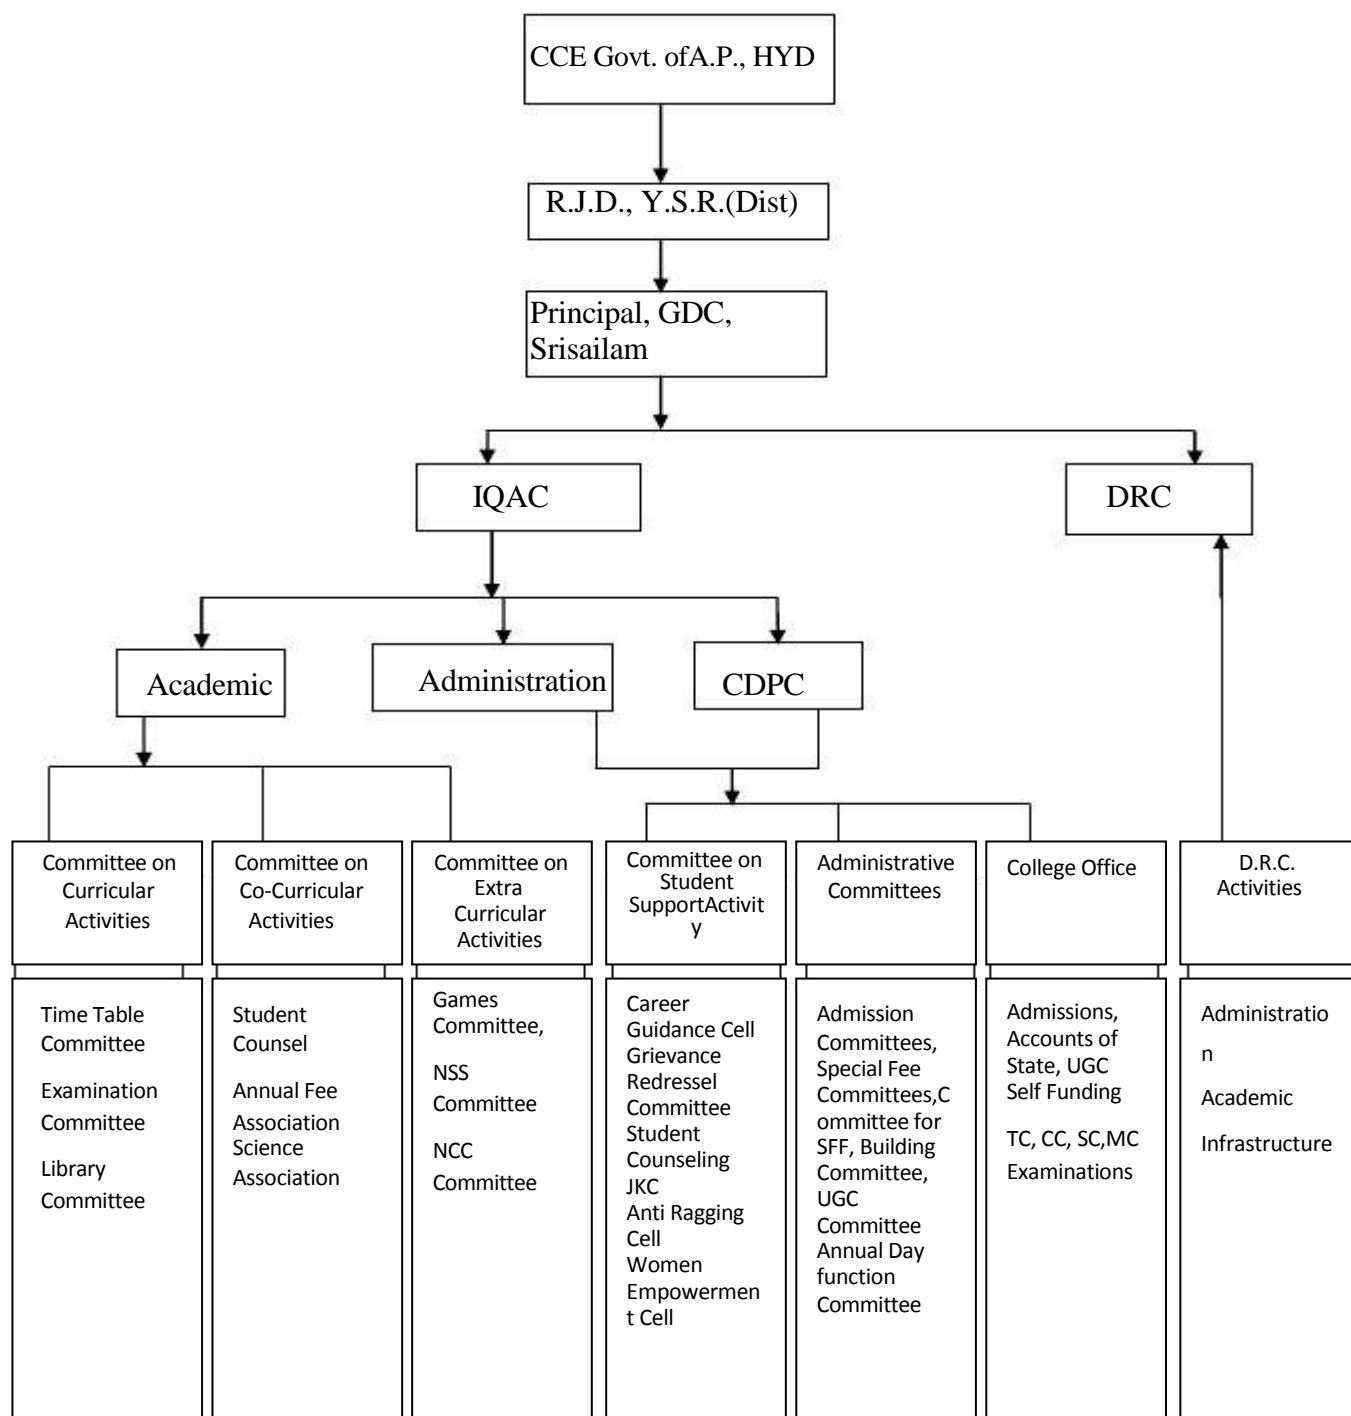 CCE Govt. ofA.P., HYD
R.J.D., Y.S.R.(Dist)
Principal, GDC,
Srisailam
IQAC
DRC
Academic
Administration
CDPC
Committee on
Curricular
Activities
Committee on
Co-Curricular
Activities
Committee on
Extra
Curricular
Activities
Committee on
Student
SupportActivit
y
Administrative
Committees
College Office
D.R.C.
Activities
Time Table
Committee
Examination
Committee
Library
Committee
Student
Counsel
Annual Fee
Association
Science
Association
Games
Committee,
NSS
Committee
NCC
Committee
Career
Guidance Cell
Grievance
Redressel
Committee
Student
Counseling
JKC
Anti Ragging
Cell
Women
Empowermen
t Cell
Admission
Committees,
Special Fee
Committees,C
ommittee for
SFF, Building
Committee,
UGC
Committee
Annual Day
function
Committee
Admissions,
Accounts of
State, UGC
Self Funding
TC, CC, SC,MC
Examinations
Administratio
n
Academic
Infrastructure